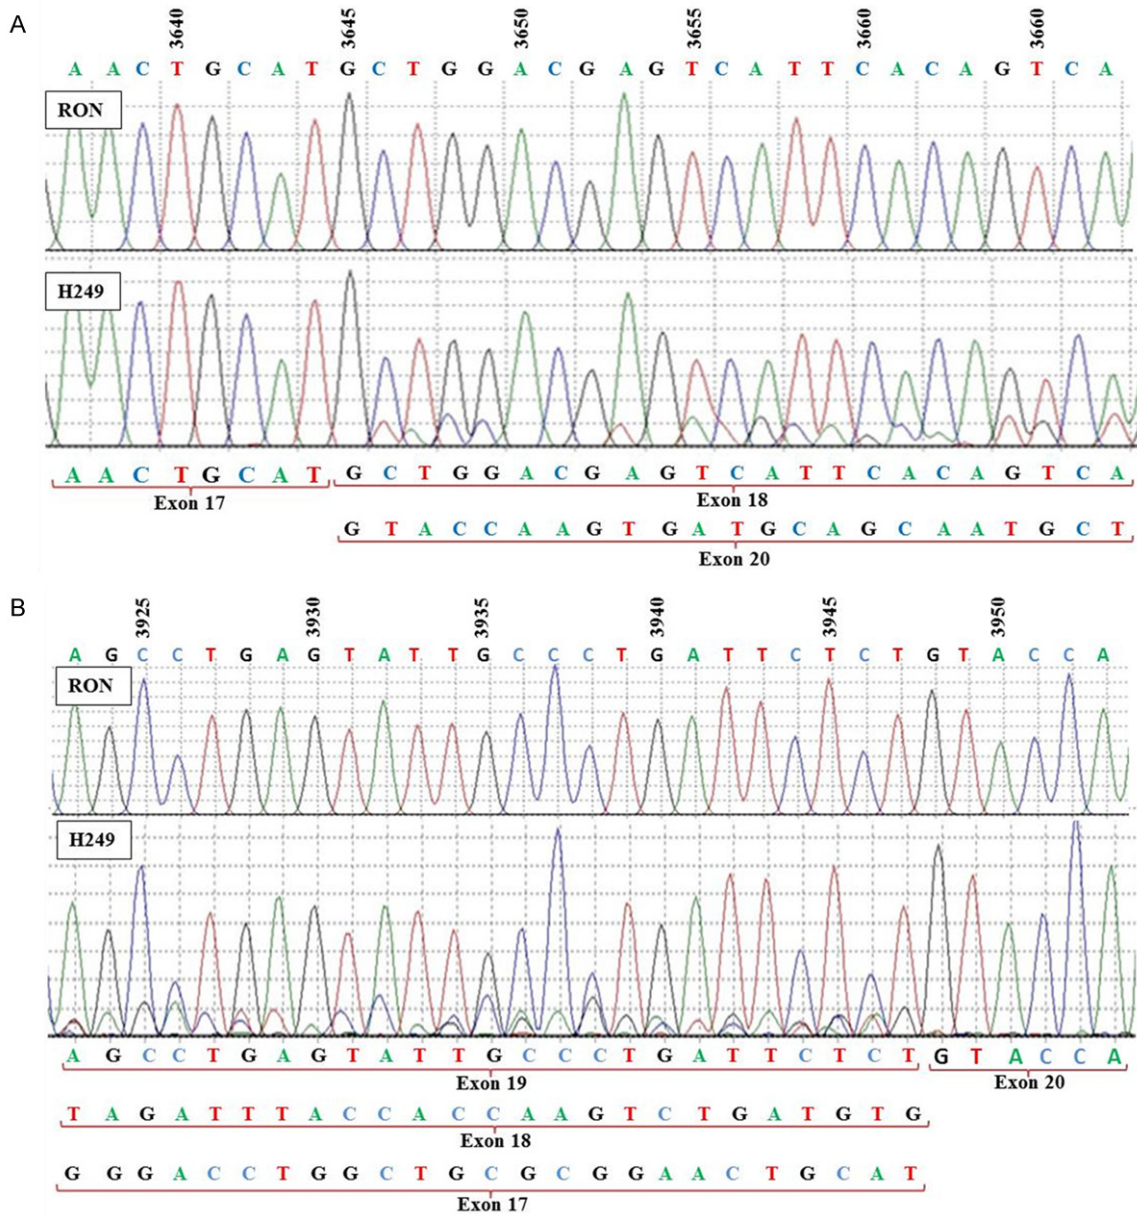 A
3640 3645 3650 3655 3660 3660
A A C T G C A T G C T G G A C G A G T C A T T C A C A G T C A
RON
H249
A A C T G C A T G C T G G A C G A G T C A T T C A C A G T C A
Exon 17 Exon 18
G T A C C A A G T G A T G C A G C A A T G C T
Exon 20
B
3925 3930 3935 3940 3945 3950
A G C C T G A G T A T T G C C C T G A T T C T C T G T A C C A
RON
H249
A G C C T G A G T A T T G C C C T G A T T C T C T G T A C C A
Exon 19 Exon 20
T A G A T T T A C C A C C A A G T C T G A T G T G
Exon 18
G G G A C C T G G C T G C G C G G A A C T G C A T
Exon 17